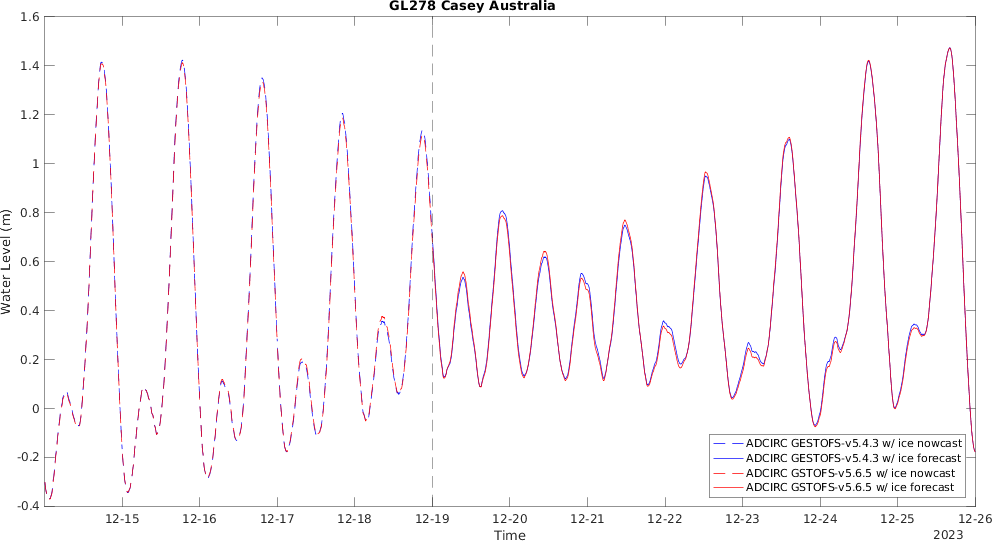 GL278 Casey Australia
1.6
1.4
1.2
1
0.8
0.6
0.4
0.2
0
-0.2
-0.4
Water Level (m)
ADCIRC GESTOFS-v5.4.3 w/ ice nowcast
ADCIRC GESTOFS-v5.4.3 w/ ice forecast
ADCIRC GSTOFS-v5.6.5 w/ ice nowcast
ADCIRC GSTOFS-v5.6.5 w/ ice forecast
12-15 12-16 12-17 12-18 12-19 12-20 12-21 12-22 12-23 12-24 12-25 12-26
Time
2023